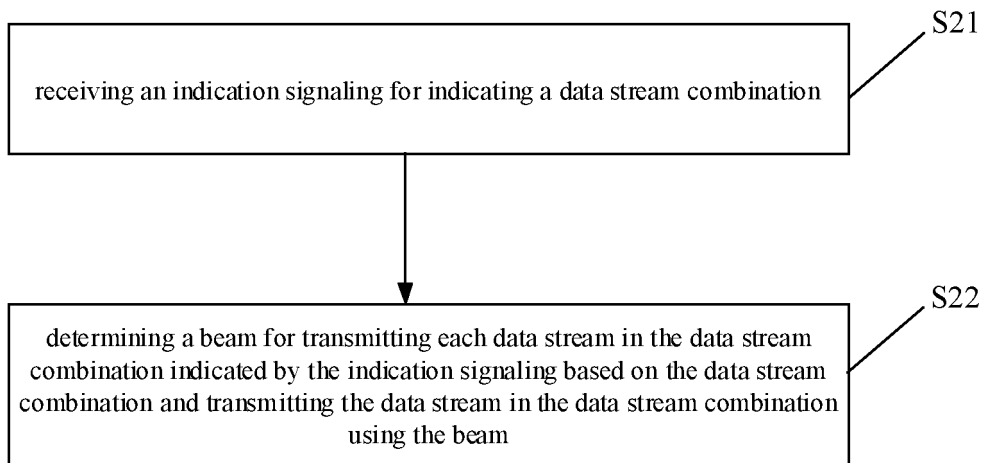 S21
receiving an indication signaling for indicating a data stream combination
S22
determining a beam for transmitting each data stream in the data stream
combination indicated by the indication signaling based on the data stream
combination and transmitting the data stream in the data stream combination
using the beam